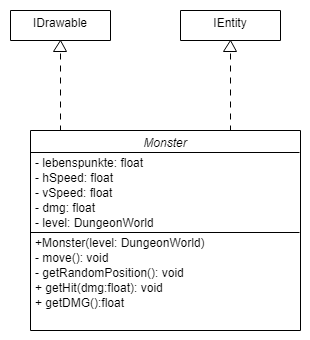 IDrawable
IEntity
Monster
- lebenspunkte: float
- hSpeed: float
- vSpeed: float
- dmg: float
- level: DungeonWorld
+Monster(level: DungeonWorld)
- move(): void
- getRandomPosition(): void
+ getHit(dmg:float): void
+ getDMG():float